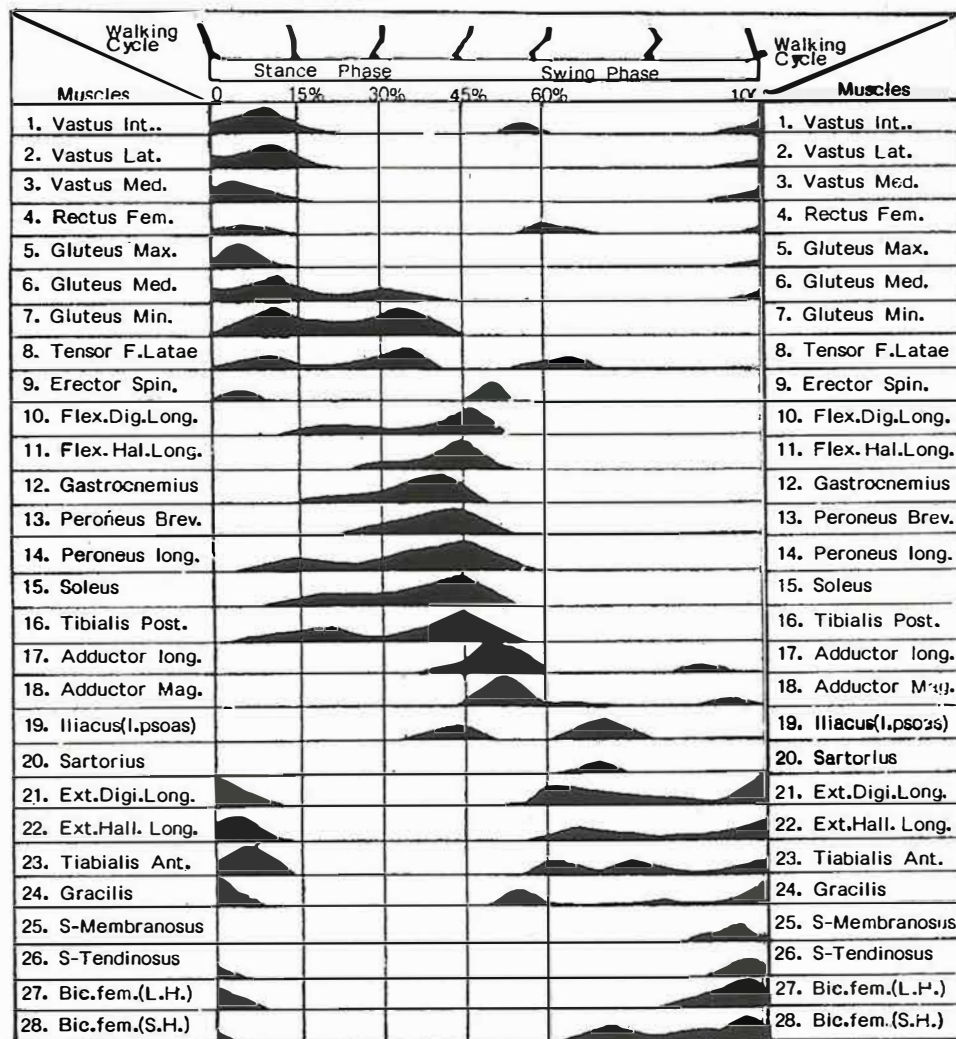 Walking
Cycle
Muscles
Stance Phase
Swing Phase
0 15% 30% 45% 60%
Walking
Cycle
Muscles
1. Vastus Int..
1. Vastus Int..
2. Vastus Lat.
2. Vastus Lat.
3. Vastus Med.
3. Vastus Med.
4. Rectus Fem.
4. Rectus Fem.
5. Gluteus Max.
5. Gluteus Max.
6. Gluteus Med.
6. Gluteus Med.
7. Gluteus Min.
7. Gluteus Min.
8. Tensor F.Latae
8. Tensor F.Latae
9. Erector Spin.
9. Erector Spin.
10. Flex.Dig.Long.
10. Flex.Dig.Long.
11. Flex.Hal.Long.
11. Flex.Hal.Long.
12. Gastrocnemius
12. Gastrocnemius
13. Peroneus Brev.
13. Peroneus Brev.
14. Peroneus long.
14. Peroneus long.
15. Soleus
15. Soleus
16. Tibialis Post.
16. Tibialis Post.
17. Adductor long.
17. Adductor long.
18. Adductor Mag.
18. Adductor Mag.
19. Iliacus(I.psoas)
19. Iliacus(I.psoas)
20. Sartorius
20. Sartorius
21. Ext.Digi.Long.
21. Ext.Digi.Long.
22. Ext.Hall. Long.
22. Ext.Hall. Long.
23. Tiabialis Ant.
23. Tiabialis Ant.
24. Gracilis
24. Gracilis
25. S-Membranosus
25. S-Membranosus
26. S-Tendinosus
26. S-Tendinosus
27. Bic.fem.(L.H.)
27. Bic.fem.(L.H.)
28. Bic.fem.(S.H.)
28. Bic.fem.(S.H.)